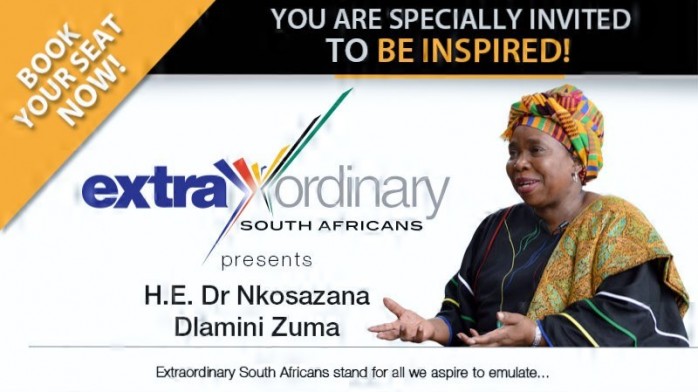 BOOK
YOUR SEAT
NOW!
YOU ARE SPECIALLY INVITED
TO BE INSPIRED!
extraXordinary
SOUTH AFRICANS
presents
H.E. Dr Nkosazana
Dlamini Zuma
Extraordinary South Africans stand for all we aspire to emulate...